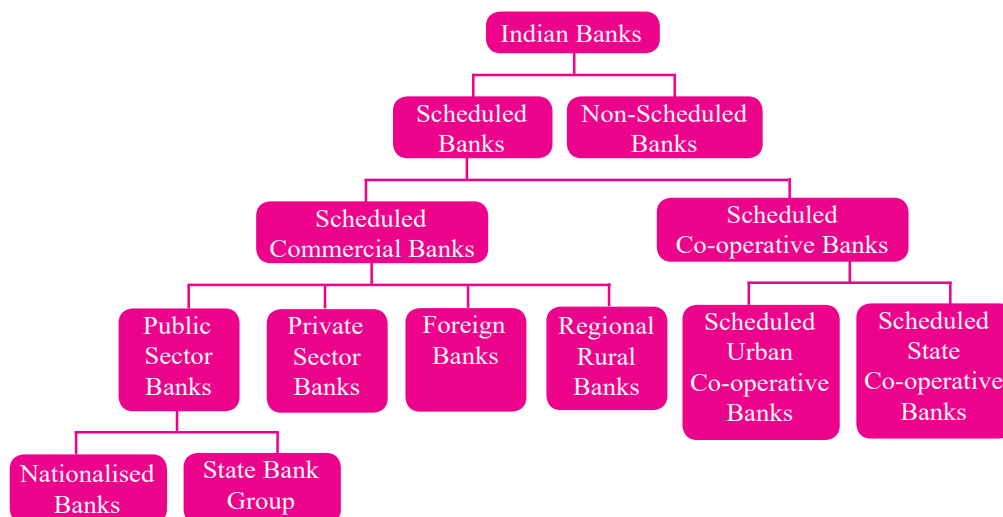 Indian Banks
Scheduled
Banks
Non-Scheduled
Banks
Scheduled
Commercial Banks
Scheduled
Co-operative Banks
Public
Sector
Banks
Private
Sector
Banks
Foreign
Banks
Regional
Rural
Banks
Scheduled
Urban
Co-operative
Banks
Scheduled
State
Co-operative
Banks
Nationalised
Banks
State Bank
Group